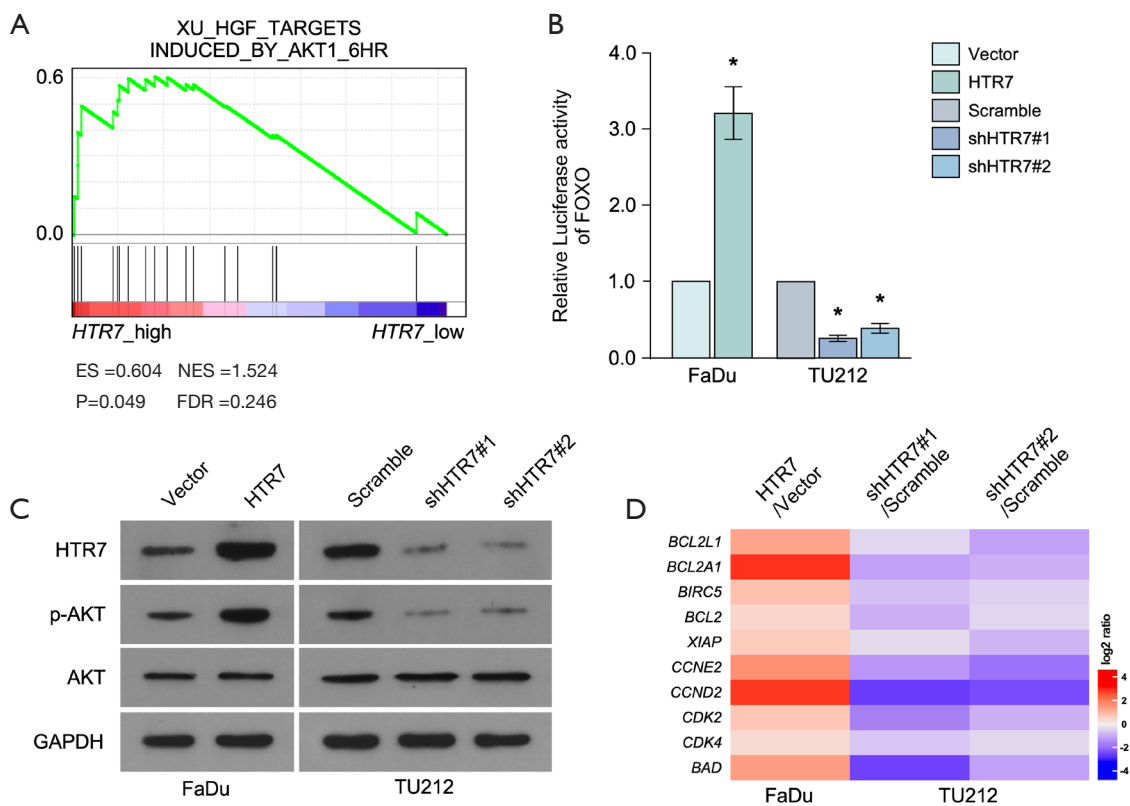 A
XU_HGF_TARGETS
INDUCED_BY_AKT1_6HR
0.6
0.0
HTR7_high
HTR7_low
ES =0.604 NES =1.524
P=0.049 FDR =0.246
B
Relative Luciferase activity
of FOXO
4.0
3.0
2.0
1.0
0.0
*
*
*
FaDu
TU212
Vector
HTR7
Scramble
shHTR7#1
shHTR7#2
C
Vector
HTR7
Scramble
shHTR7#1
shHTR7#2
HTR7
p-AKT
AKT
GAPDH
FaDu
TU212
D
HTR7
/Vector
shHTR7#1
/Scramble
shHTR7#2
/Scramble
BCL2L1
BCL2A1
BIRC5
BCL2
XIAP
CCNE2
CCND2
CDK2
CDK4
BAD
FaDu
TU212
log2 ratio
4
2
0
-2
-4